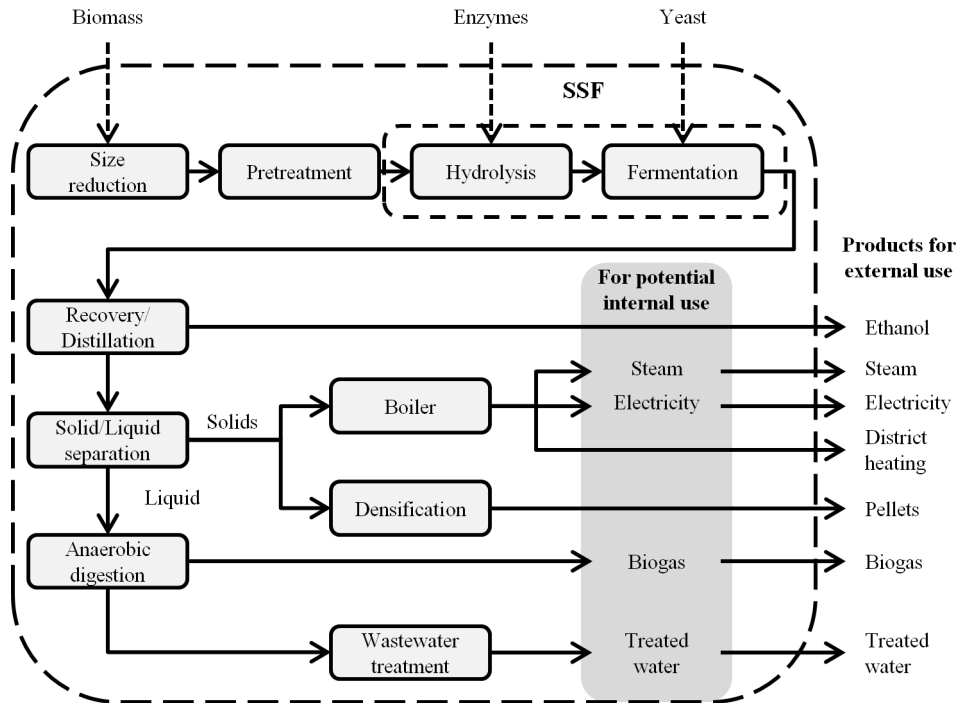 Biomass
Enzymes
Yeast
SSF
Size
reduction
Pretreatment
Hydrolysis
Fermentation
Products for
external use
For potential
internal use
Recovery/
Distillation
Ethanol
Steam
Steam
Boiler
Electricity
Electricity
Solids
Solid/Liquid
separation
District
heating
Liquid
Densification
Pellets
Anaerobic
digestion
Biogas
Biogas
Wastewater
treatment
Treated
water
Treated
water